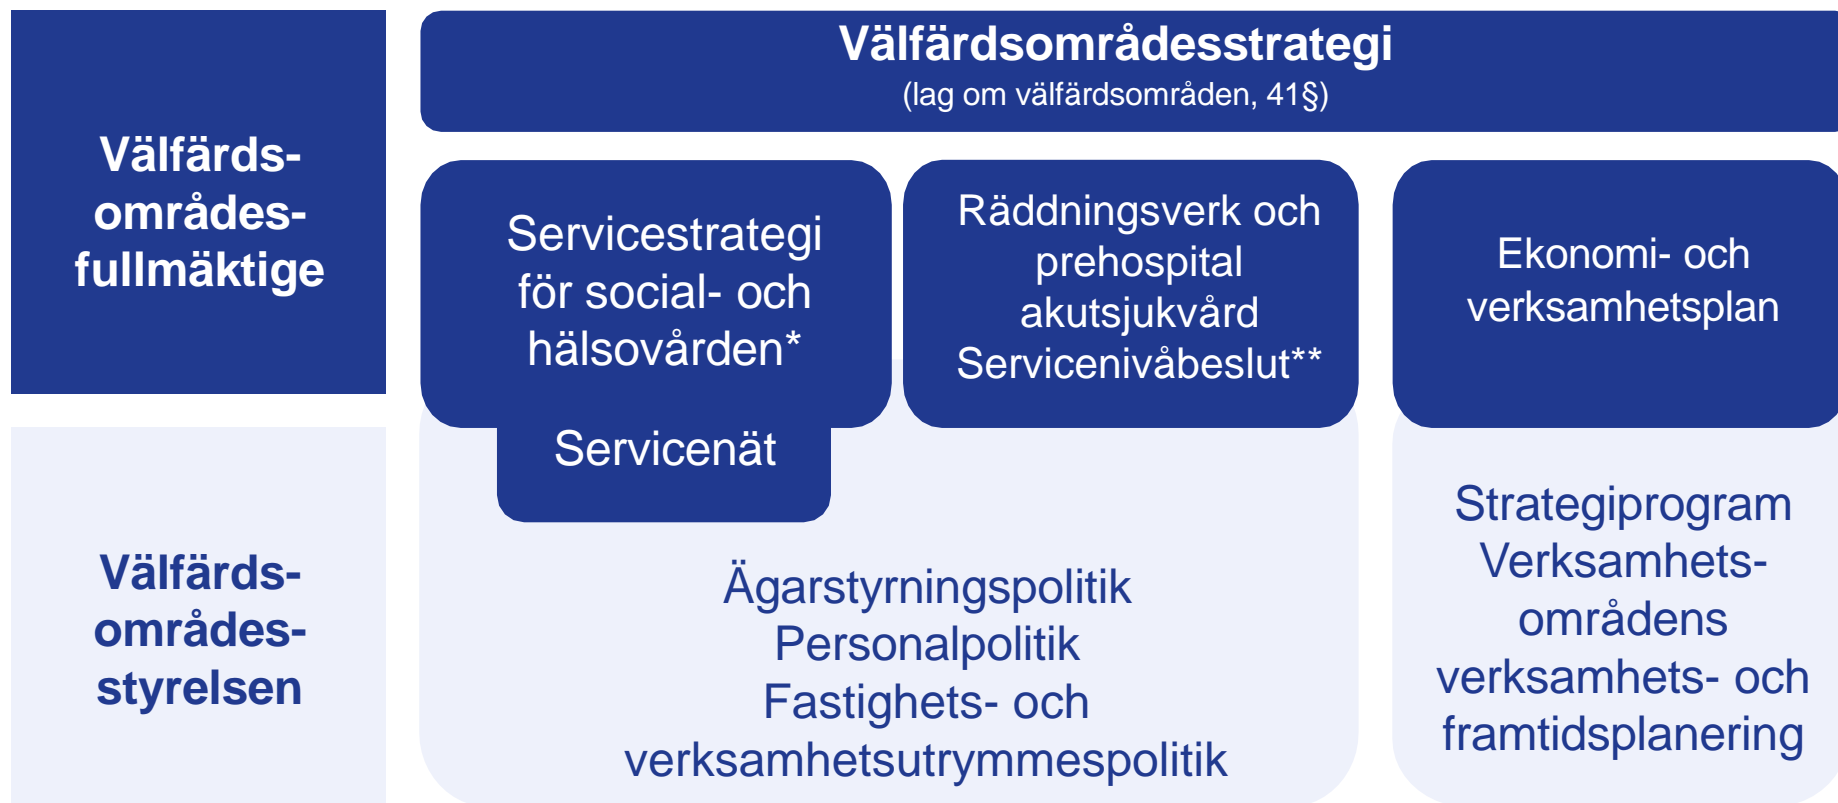 Välfärdsområdesstrategi
(lag om välfärdsområden, 41§)
Välfärds-
områdes-
fullmäktige
Servicestrategi
för social- och
hälsovården*
Räddningsverk och
prehospital
akutsjukvård
Servicenivåbeslut**
Ekonomi- och
verksamhetsplan
Servicenät
Välfärds-
områdes-
styrelsen
Ägarstyrningspolitik
Personalpolitik
Fastighets- och
verksamhetsutrymmespolitik
Strategiprogram
Verksamhets-
områdens
verksamhets- och
framtidsplanering